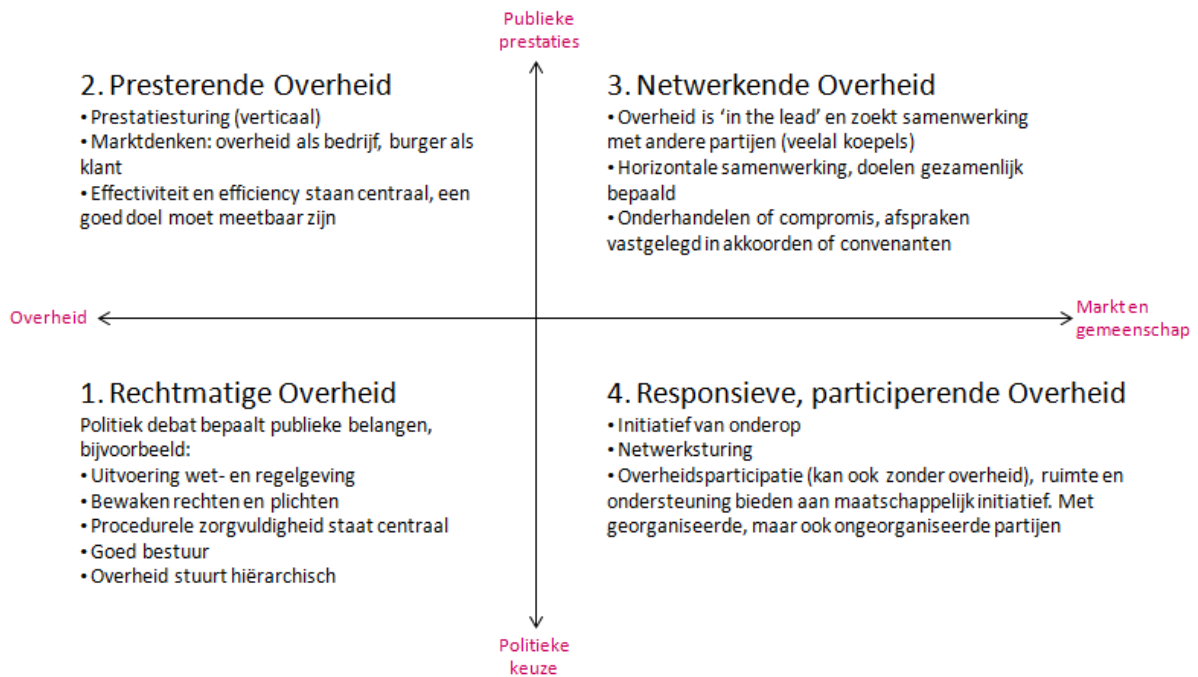 Publieke
prestaties
2. Presterende Overheid
• Prestatiesturing (verticaal)
• Marktdenken: overheid als bedrijf, burger als
klant
• Effectiviteit en efficiency staan centraal, een
goed doel moet meetbaar zijn
3. Netwerkende Overheid
• Overheid is ‘in the lead’ en zoekt samenwerking
met andere partijen (veelal koepels)
• Horizontale samenwerking, doelen gezamenlijk
bepaald
• Onderhandelen of compromis, afspraken
vastgelegd in akkoorden of convenanten
Overheid
Markt en
gemeenschap
1. Rechtmatige Overheid
Politiek debat bepaalt publieke belangen,
bijvoorbeeld:
• Uitvoering wet- en regelgeving
• Bewaken rechten en plichten
• Procedurele zorgvuldigheid staat centraal
• Goed bestuur
• Overheid stuurt hiërarchisch
4. Responsieve, participerende Overheid
• Initiatief van onderop
• Netwerksturing
• Overheidsparticipatie (kan ook zonder overheid), ruimte en
ondersteuning bieden aan maatschappelijk initiatief. Met
georganiseerde, maar ook ongeorganiseerde partijen
Politieke
keuze